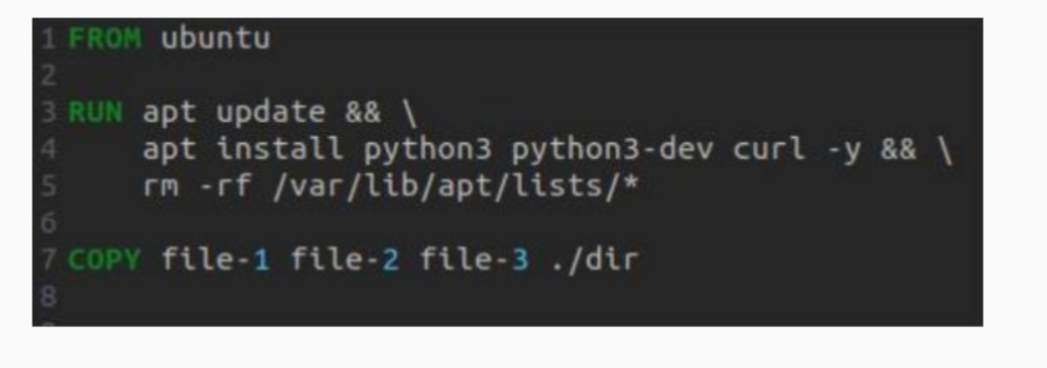 1 FROM ubuntu
2
3 RUN apt update && \
4 apt install python3 python3-dev curl -y && \
5 rm -rf /var/lib/apt/lists/*
6
7 COPY file-1 file-2 file-3 ./dir
8